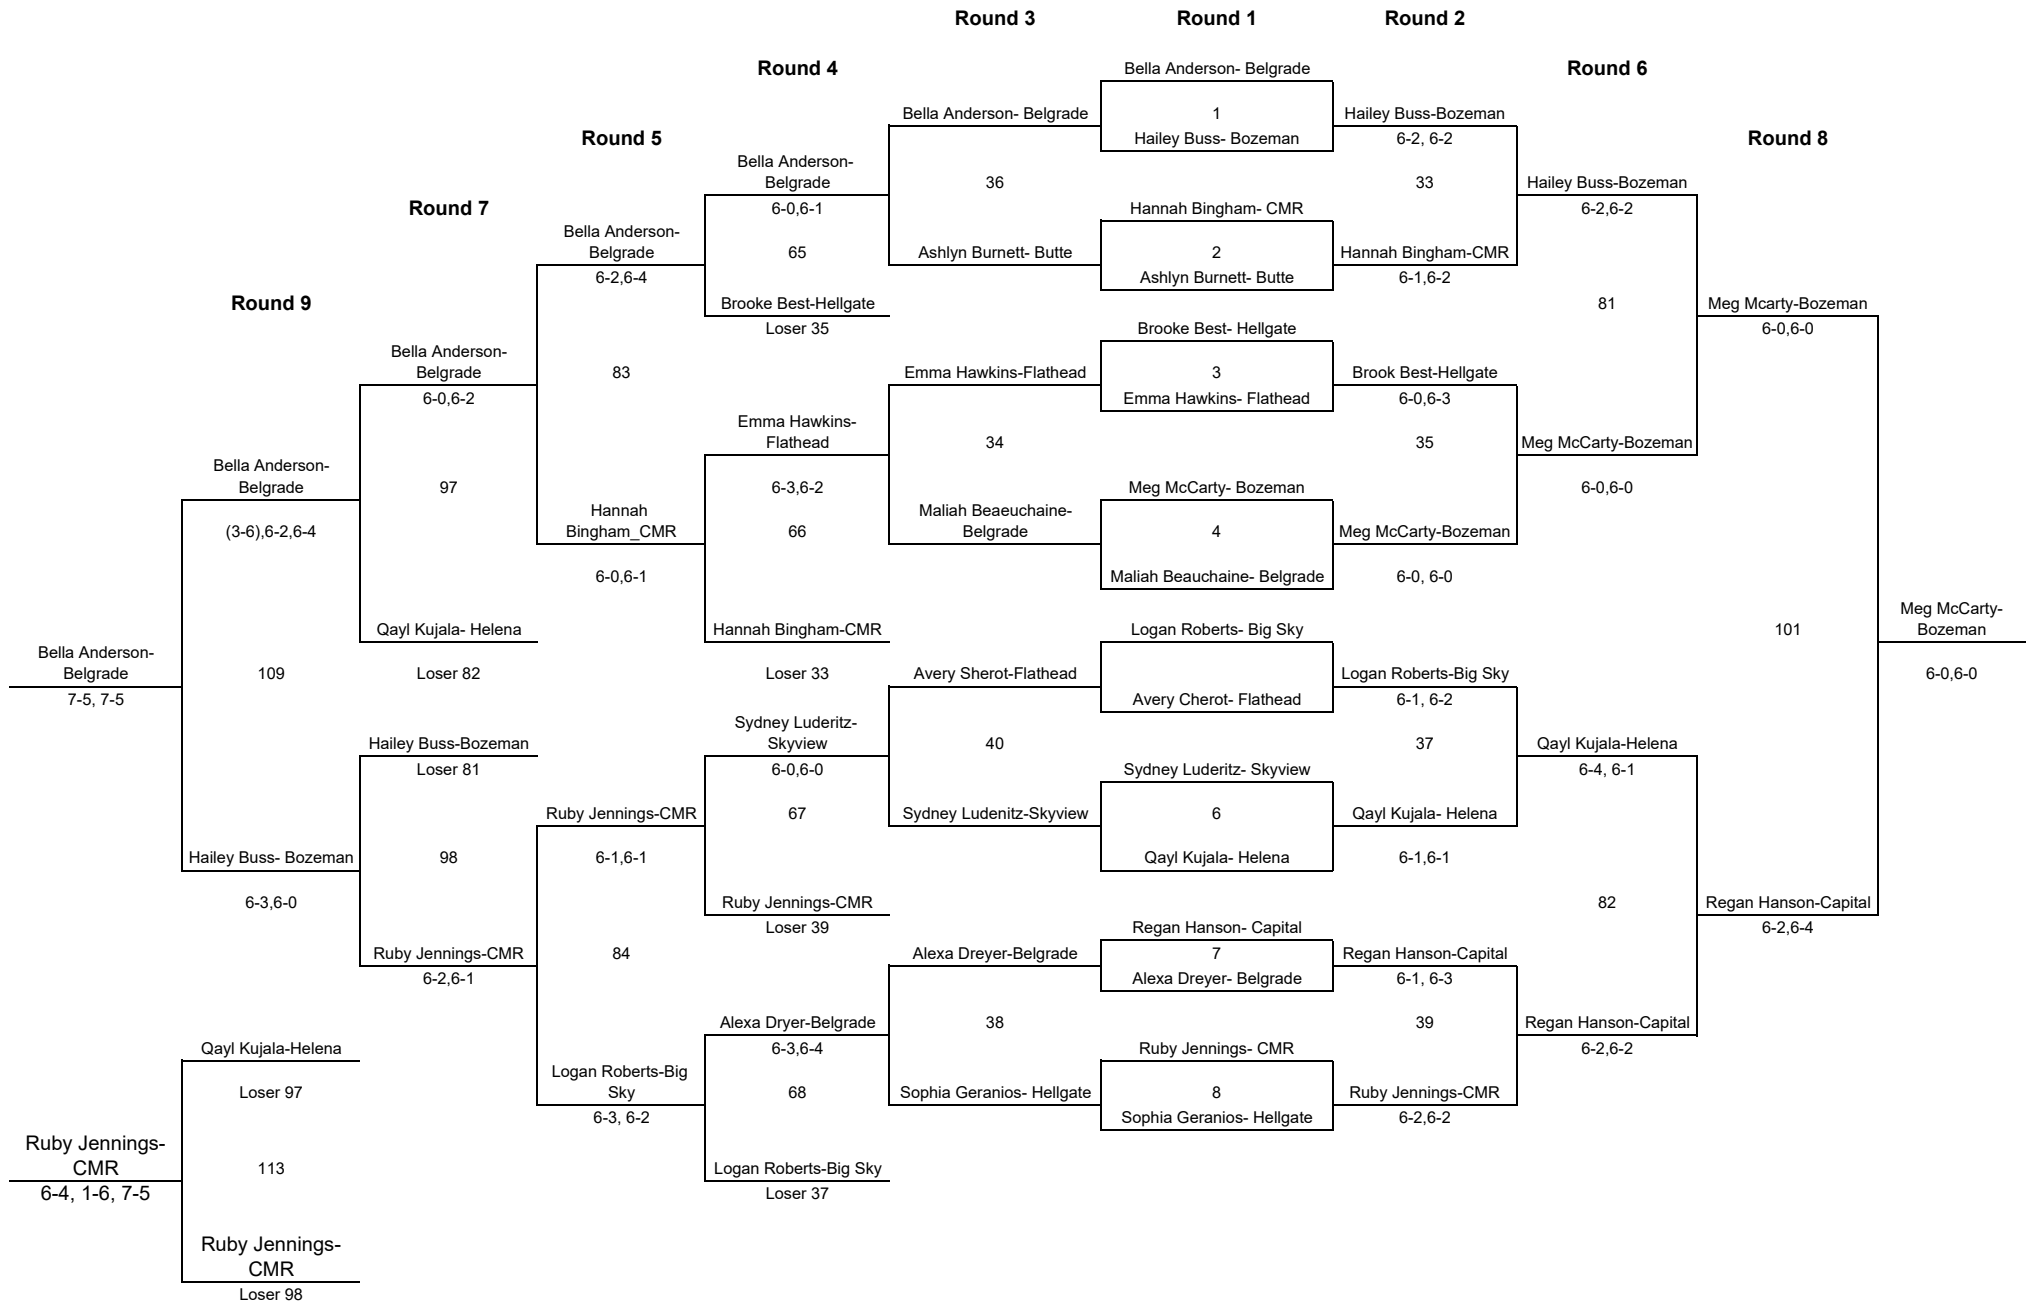 Round 3
Round 1
Round 2
Round 4
Bella Anderson- Belgrade
Round 6
Bella Anderson- Belgrade
1
Hailey Buss-Bozeman
Round 5
Hailey Buss- Bozeman
6-2, 6-2
Round 8
Bella Anderson-
Belgrade
36
33
Hailey Buss-Bozeman
Round 7
6-0,6-1
Hannah Bingham- CMR
6-2,6-2
Bella Anderson-
Belgrade
65
Ashlyn Burnett- Butte
2
Hannah Bingham-CMR
6-2,6-4
Ashlyn Burnett- Butte
6-1,6-2
Round 9
Brooke Best-Hellgate
81
Meg Mcarty-Bozeman
Loser 35
Brooke Best- Hellgate
6-0,6-0
Bella Anderson-
Belgrade
83
Emma Hawkins-Flathead
3
Brook Best-Hellgate
6-0,6-2
Emma Hawkins- Flathead
6-0,6-3
Emma Hawkins-
Flathead
34
35
Meg McCarty-Bozeman
Bella Anderson-
Belgrade
97
6-3,6-2
Meg McCarty- Bozeman
6-0,6-0
(3-6),6-2,6-4
Hannah
Bingham_CMR
66
Maliah Beaeuchaine-
Belgrade
4
Meg McCarty-Bozeman
6-0,6-1
Maliah Beauchaine- Belgrade
6-0, 6-0
Qayl Kujala- Helena
Hannah Bingham-CMR
Logan Roberts- Big Sky
101
Meg McCarty-
Bozeman
Bella Anderson-
Belgrade
109
Loser 82
Loser 33
Avery Sherot-Flathead
Logan Roberts-Big Sky
6-0,6-0
7-5, 7-5
Avery Cherot- Flathead
6-1, 6-2
Hailey Buss-Bozeman
Sydney Luderitz-
Skyview
40
37
Qayl Kujala-Helena
Loser 81
6-0,6-0
Sydney Luderitz- Skyview
6-4, 6-1
Ruby Jennings-CMR
67
Sydney Ludenitz-Skyview
6
Qayl Kujala- Helena
Hailey Buss- Bozeman
98
6-1,6-1
Qayl Kujala- Helena
6-1,6-1
6-3,6-0
Ruby Jennings-CMR
82
Regan Hanson-Capital
Loser 39
Regan Hanson- Capital
6-2,6-4
Ruby Jennings-CMR
84
Alexa Dreyer-Belgrade
7
Regan Hanson-Capital
6-2,6-1
Alexa Dreyer- Belgrade
6-1, 6-3
Alexa Dryer-Belgrade
38
39
Regan Hanson-Capital
Qayl Kujala-Helena
6-3,6-4
Ruby Jennings- CMR
6-2,6-2
Loser 97
Logan Roberts-Big
Sky
68
Sophia Geranios- Hellgate
8
Ruby Jennings-CMR
6-3, 6-2
Sophia Geranios- Hellgate
6-2,6-2
Ruby Jennings-
CMR
113
Logan Roberts-Big Sky
6-4, 1-6, 7-5
Loser 37
Ruby Jennings-
CMR
Loser 98